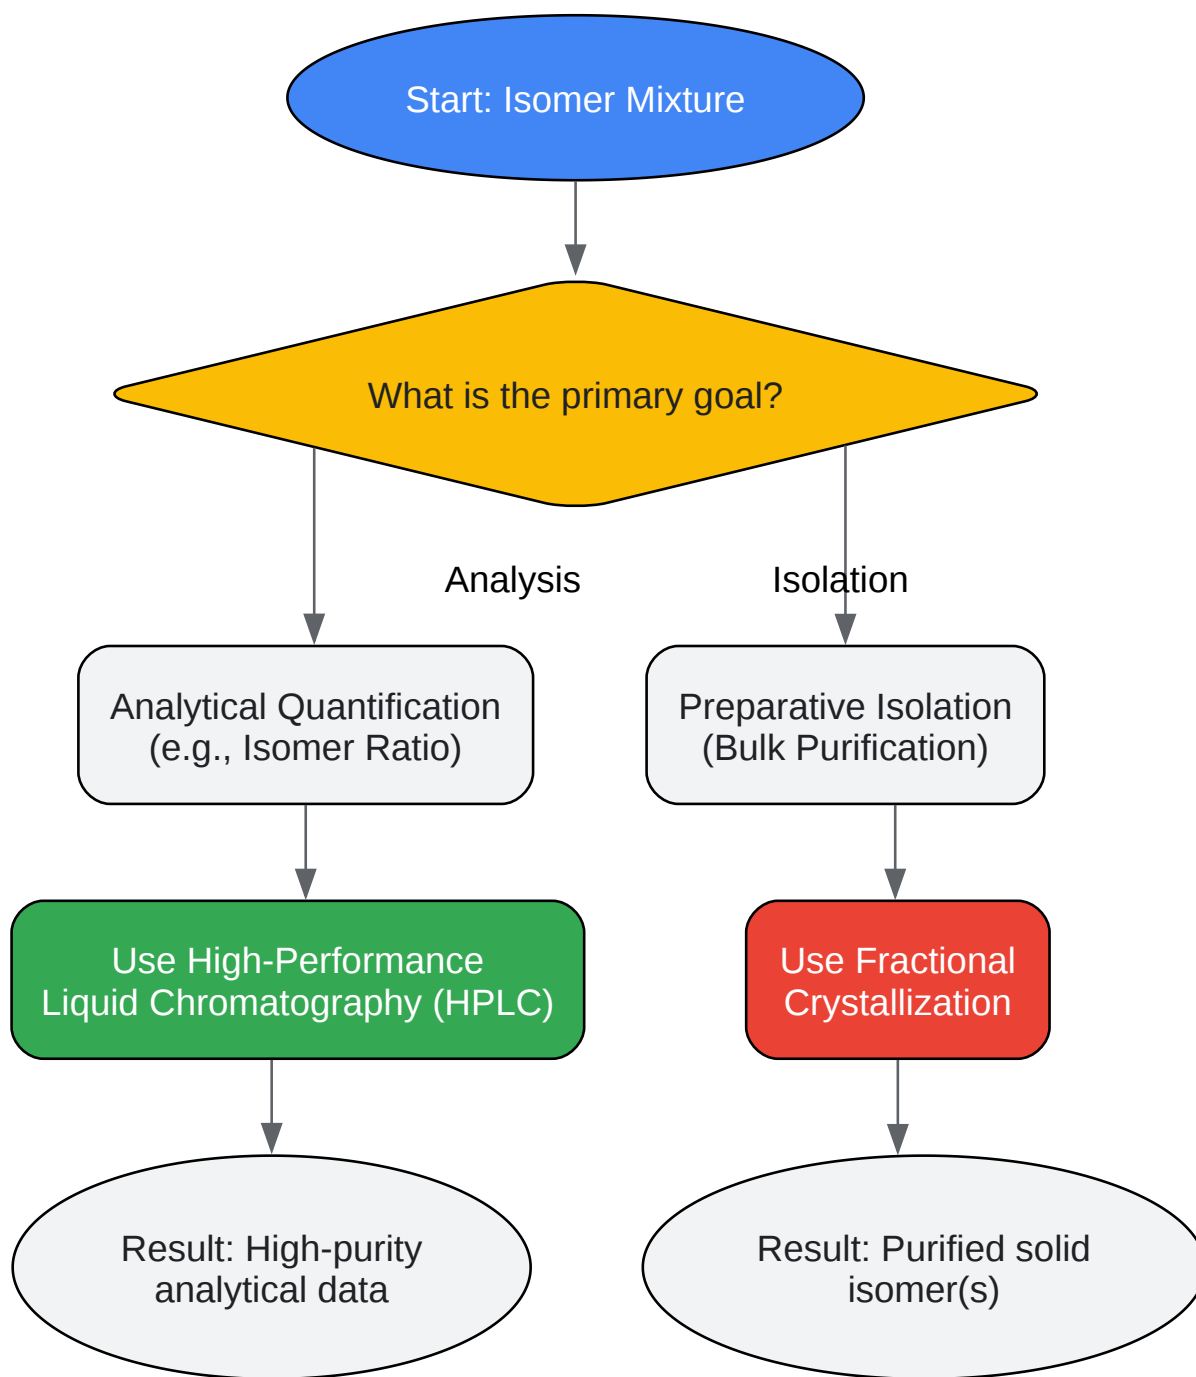 Start: Isomer Mixture
What is the primary goal?
Analysis
Isolation
Analytical Quantification
(e.g., Isomer Ratio)
Preparative Isolation
(Bulk Purification)
Use High-Performance
Liquid Chromatography (HPLC)
Use Fractional
Crystallization
Result: High-purity
analytical data
Result: Purified solid
isomer(s)